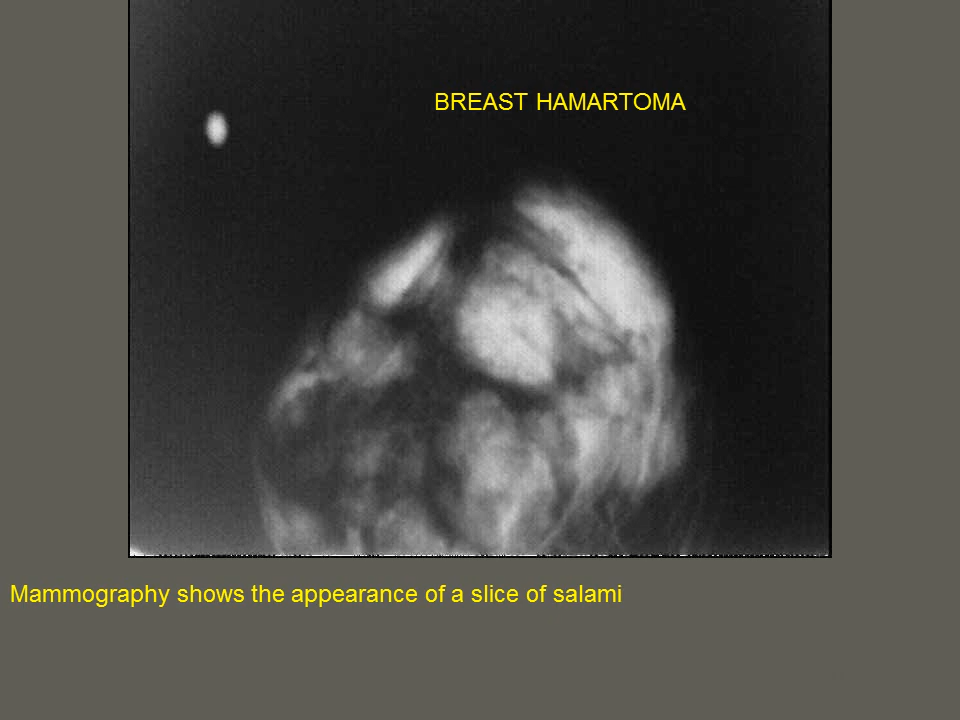 BREAST HAMARTOMA
Mammography shows the appearance of a slice of salami